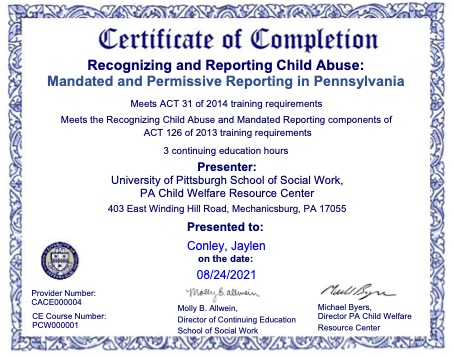 Certificate of Completion
Recognizing and Reporting Child Abuse:
Mandated and Permissive Reporting in Pennsylvania
Meets ACT 31 of 2014 training requirements
Meets the Recognizing Child Abuse and Mandated Reporting components of
ACT 126 of 2013 training requirements
3 continuing education hours
Presenter:
University of Pittsburgh School of Social Work,
PA Child Welfare Resource Center
403 East Winding Hill Road, Mechanicsburg, PA 17055
Presented to:
Conley, Jaylen
on the date:
08/24/2021
Provider Number:
CACE000004
CE Course Number:
PCW000001
Molly B. Allwein
Molly B. Allwein,
Director of Continuing Education
School of Social Work
Michael Byers,
Director PA Child Welfare
Resource Center